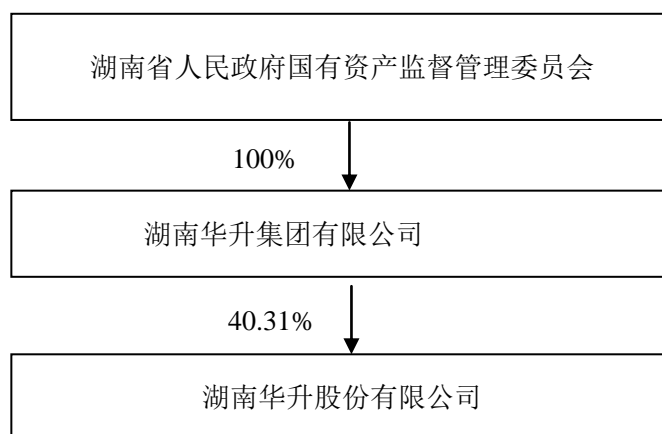 湖南省人民政府国有资产监督管理委员会
100%
湖南华升集团有限公司
40.31%
湖南华升股份有限公司